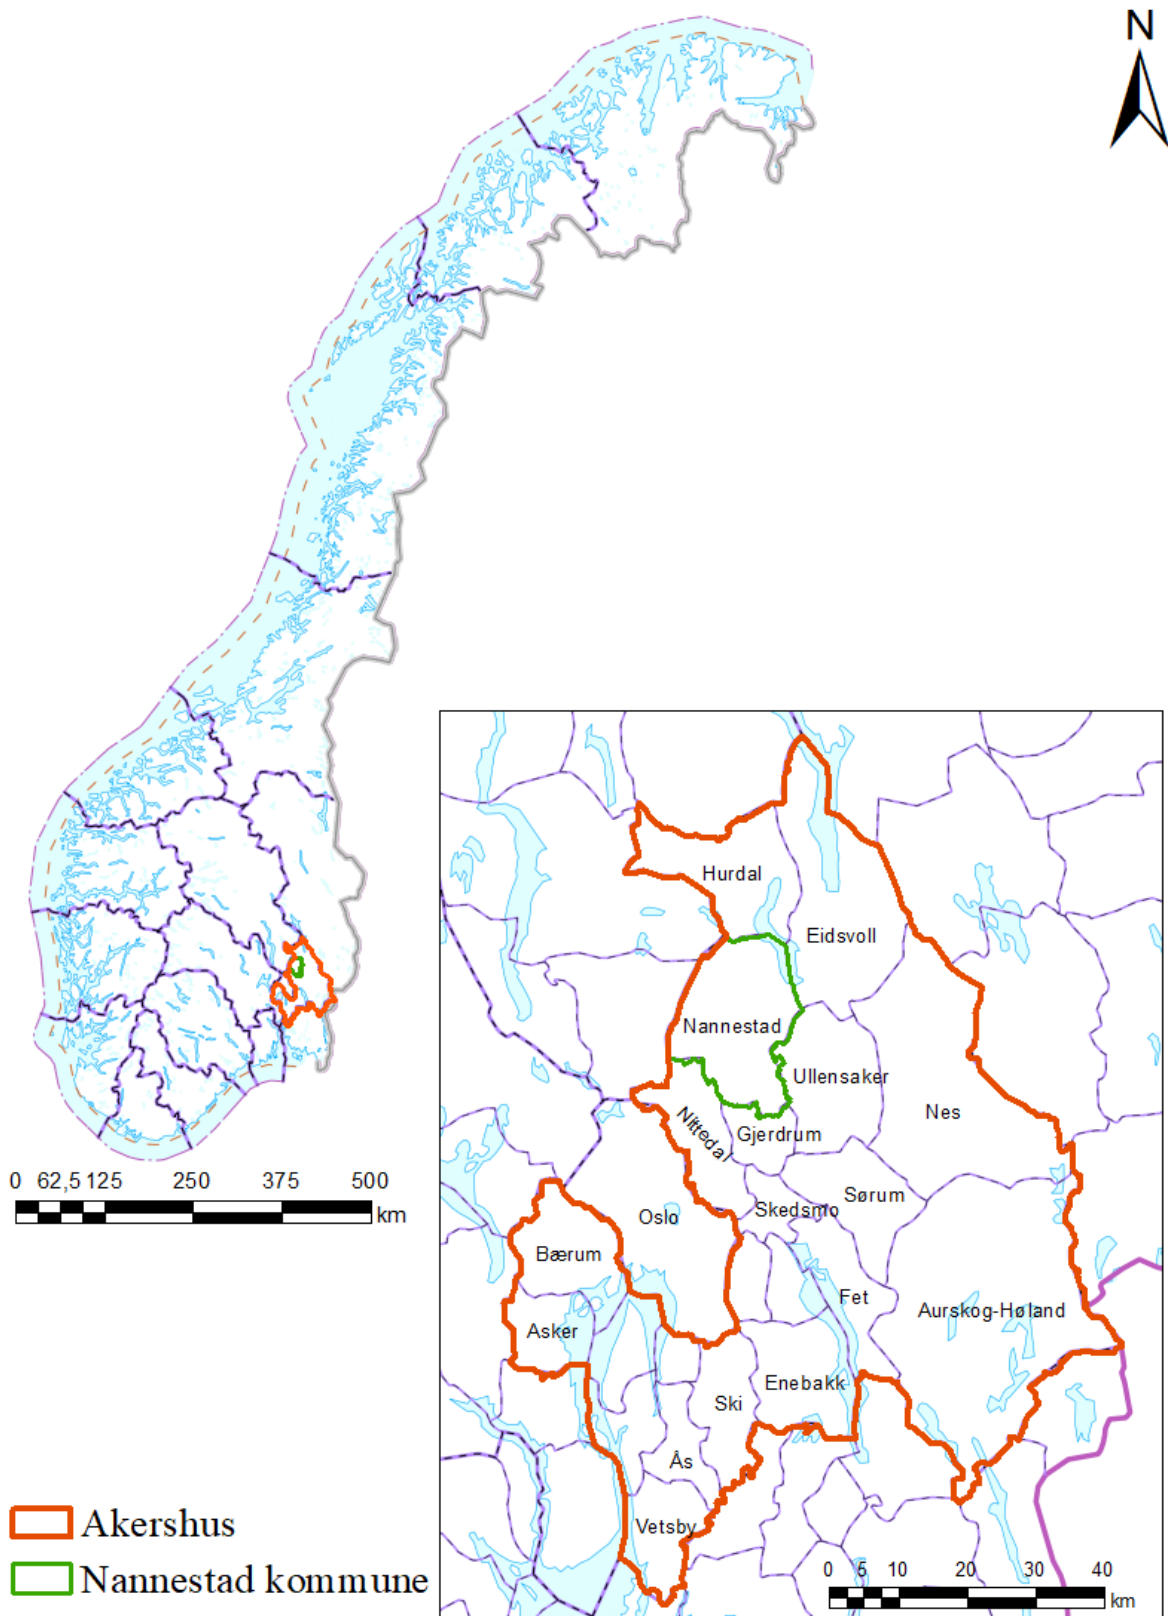 N
Hurdal
Eidsvoll
Nannestad
Ullensaker
Nes
Nittedal
Gjerdrum
Sørum
Skedsmo
Oslo
Bærum
Fet
Aurskog-Høland
Asker
Enebakk
Ski
Ås
Vetsby
0 62,5 125 250 375 500
km
Akershus
Nannestad kommune
0 5 10 20 30 40
km